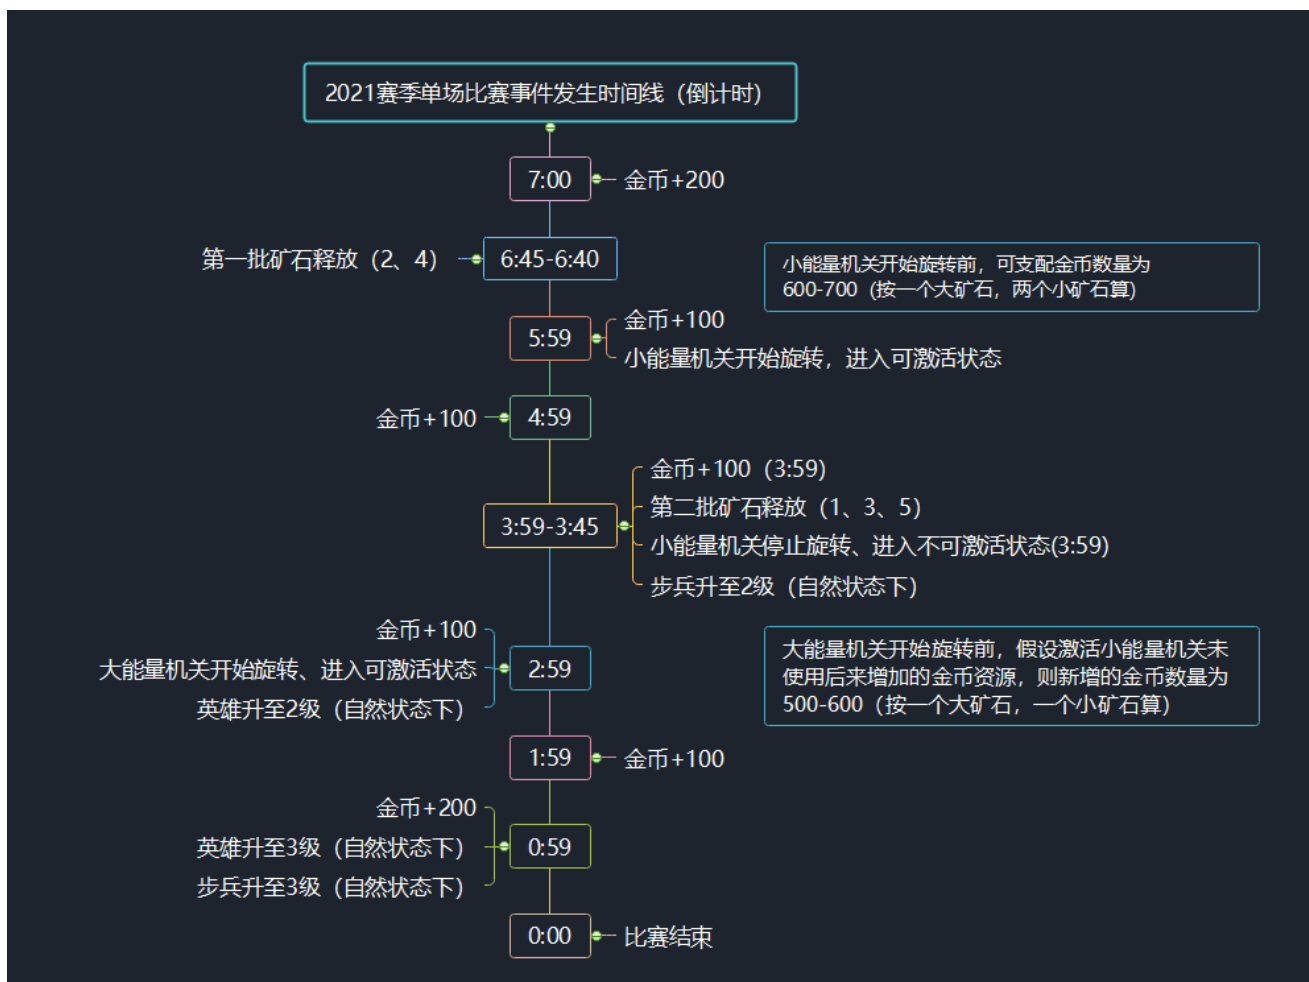 2021赛季单场比赛事件发生时间线（倒计时）
7:00
金币+200
第一批矿石释放（2、4）
6:45-6:40
小能量机关开始旋转前，可支配金币数量为
600-700 (按一个大矿石，两个小矿石算)
5:59
金币+100
小能量机关开始旋转，进入可激活状态
金币+100
4:59
3:59-3:45
金币+100（3:59）
第二批矿石释放（1、3、5）
小能量机关停止旋转、进入不可激活状态(3:59)
步兵升至2级（自然状态下）
金币+100
大能量机关开始旋转、进入可激活状态
英雄升至2级（自然状态下）
2:59
大能量机关开始旋转前，假设激活小能量机关未
使用后来增加的金币资源，则新增的金币数量为
500-600（按一个大矿石，一个小矿石算）
1:59
金币+100
金币+200
英雄升至3级（自然状态下）
步兵升至3级（自然状态下）
0:59
0:00
比赛结束